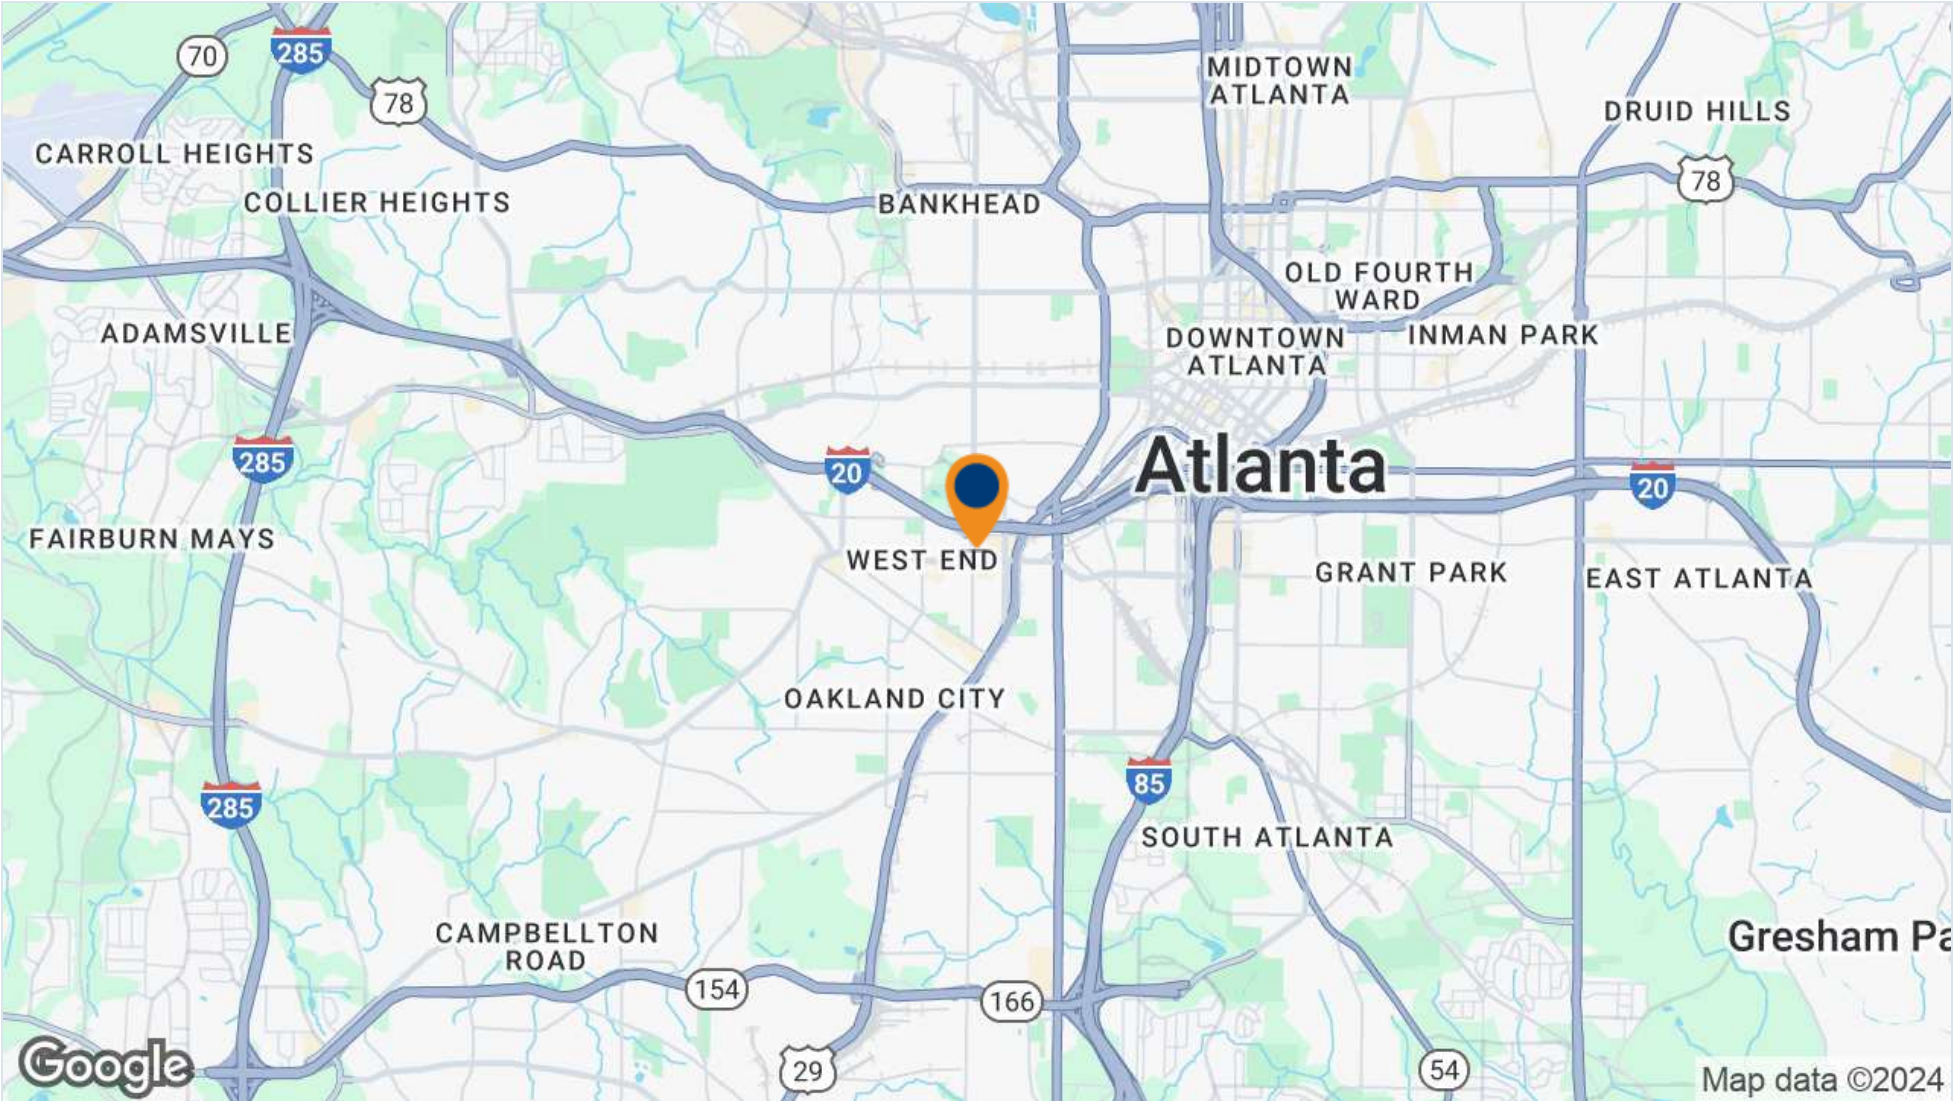 285
70
78
MIDTOWN
ATLANTA
DRUID HILLS
CARROLL HEIGHTS
78
COLLIER HEIGHTS
BANKHEAD
OLD FOURTH
WARD
ADAMSVILLE
DOWNTOWN
ATLANTA
INMAN PARK
285
20
Atlanta
20
FAIRBURN MAYS
WEST END
GRANT PARK
EAST ATLANTA
OAKLAND CITY
285
85
SOUTH ATLANTA
CAMPBELLTON
ROAD
Gresham Pa
154
166
Google
29
54
Map data ©2024